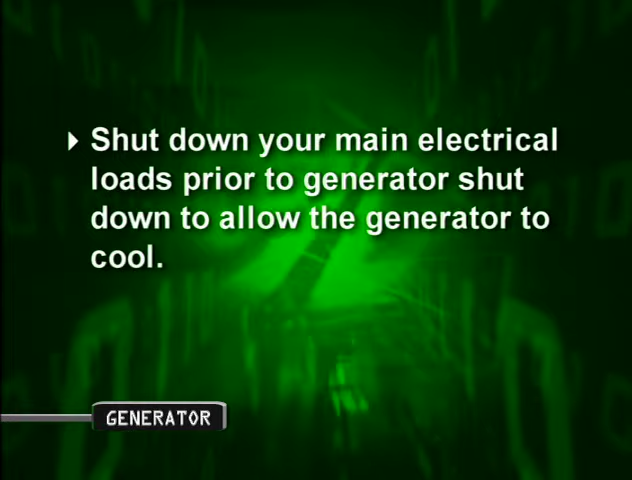 Shut down your main electrical
loads prior to generator shut
down to allow the generator to
cool.
GENERATOR